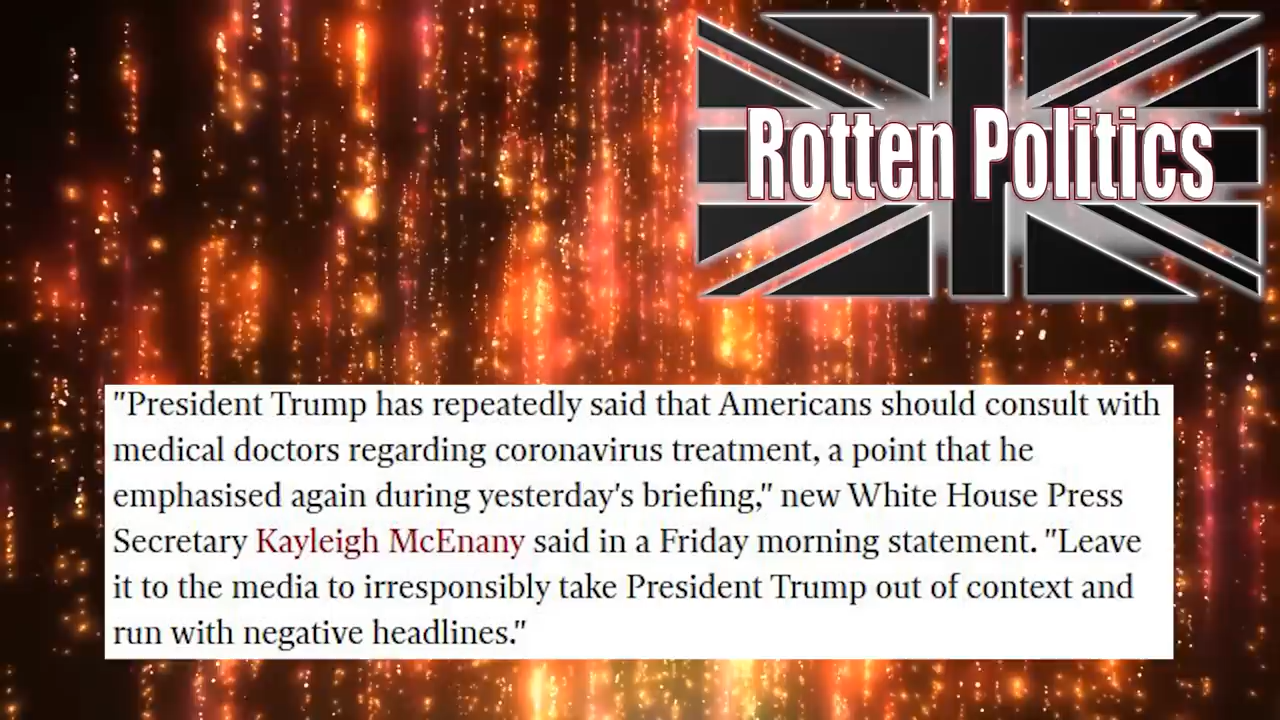 Rotten Politics
"President Trump has repeatedly said that Americans should consult with
medical doctors regarding coronavirus treatment, a point that he
emphasised again during yesterday's briefing," new White House Press
Secretary Kayleigh McEnany said in a Friday morning statement. "Leave
it to the media to irresponsibly take President Trump out of context and
run with negative headlines."